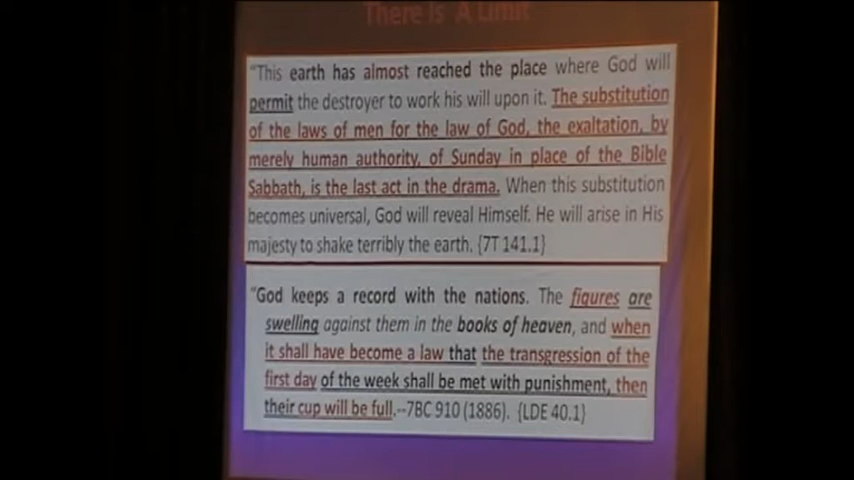 There Is A Limit
"This earth has almost reached the place where God will
permit the destroyer to work his will upon it. The substitution
of the laws of men for the law of God, the exaltation, by
merely human authority, of Sunday in place of the Bible
Sabbath, is the last act in the drama. When this substitution
becomes universal, God will reveal Himself. He will arise in His
majesty to shake terribly the earth. {7T 141.1}
"God keeps a record with the nations. The figures are
swelling against them in the books of heaven, and when
it shall have become a law that the transgression of the
first day of the week shall be met with punishment, then
their cup will be full.--7BC 910 (1886). {LDE 40.1}